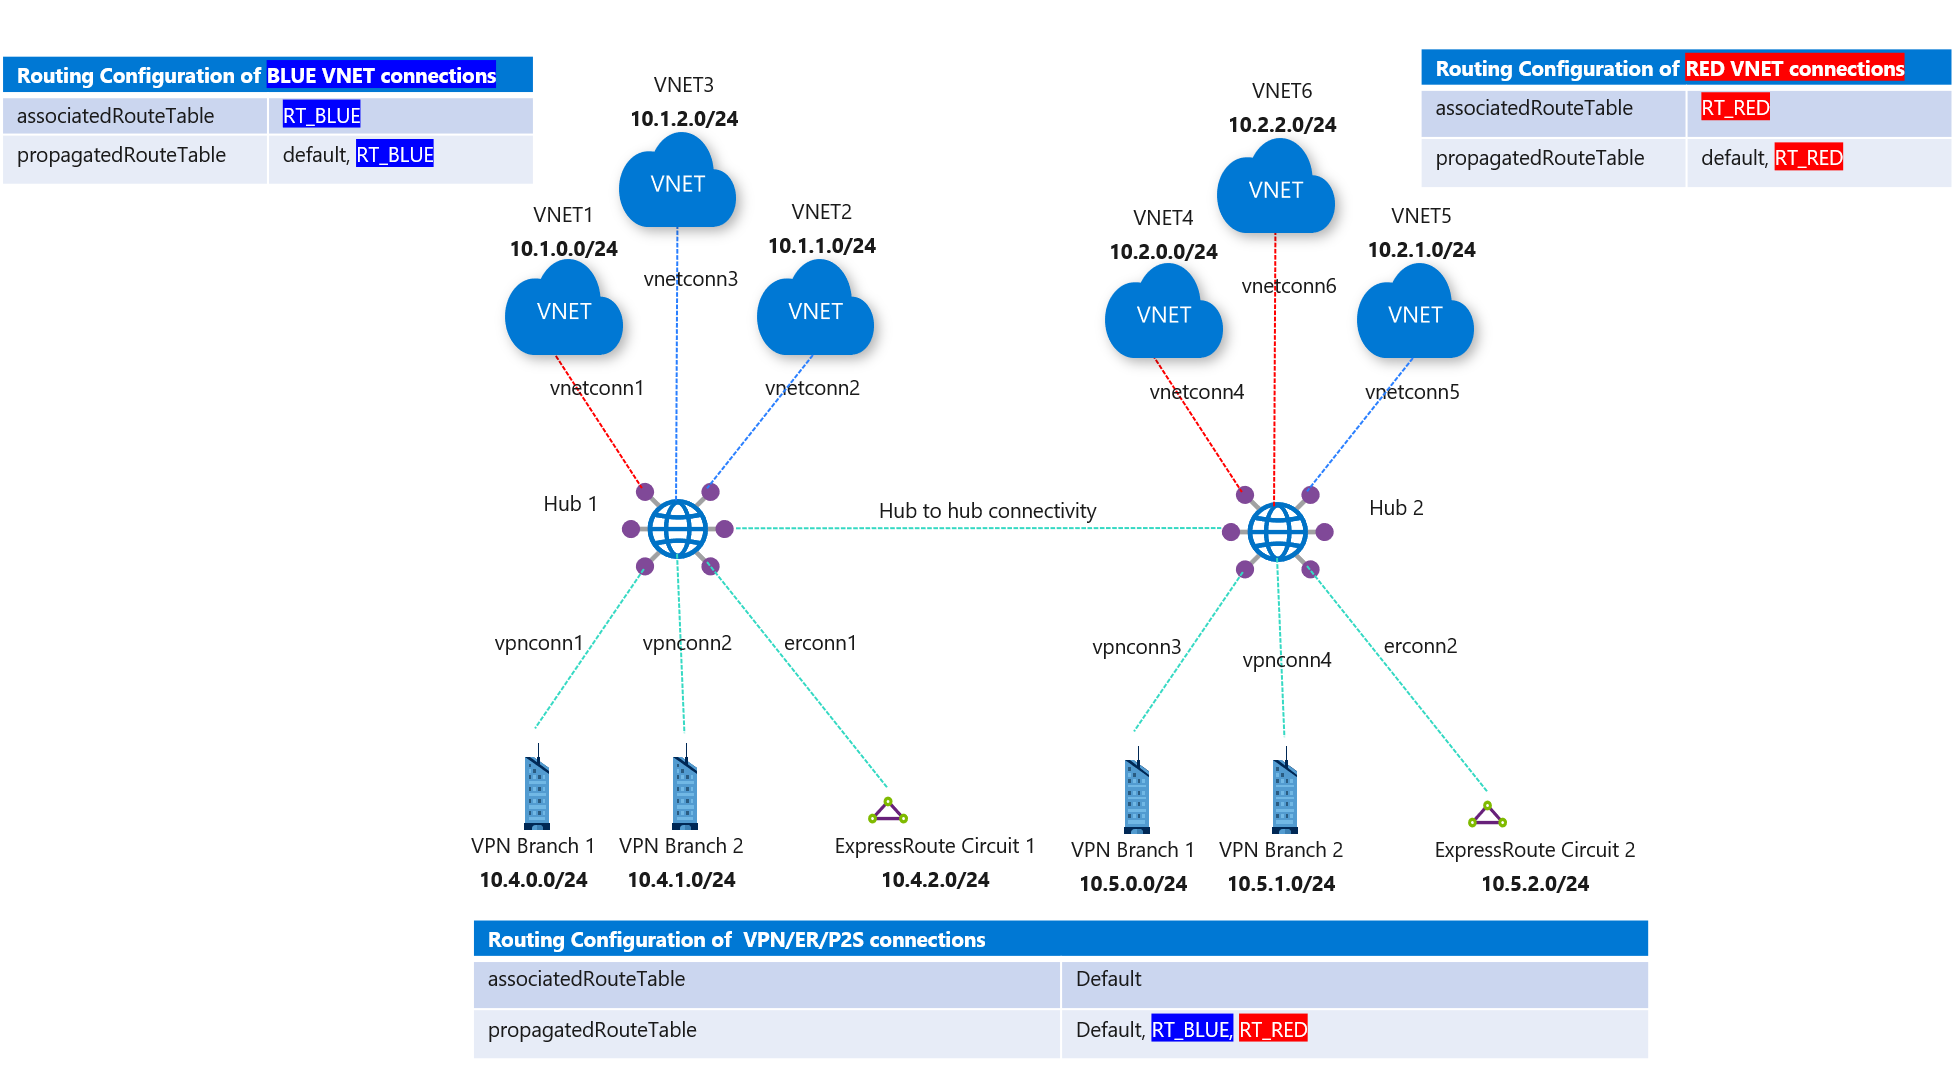 Routing Configuration of BLUE VNET connections
associatedRouteTable RT_BLUE
propagatedRouteTable default, RT_BLUE
Routing Configuration of RED VNET connections
associatedRouteTable RT_RED
propagatedRouteTable default, RT_RED
VNET3
10.1.2.0/24
VNET
VNET1
10.1.0.0/24
VNET
VNET2
10.1.1.0/24
VNET
vnetconn3
vnetconn1
vnetconn2
VNET6
10.2.2.0/24
VNET
VNET4
10.2.0.0/24
VNET
VNET5
10.2.1.0/24
VNET
vnetconn6
vnetconn4
vnetconn5
Hub 1
Hub to hub connectivity
Hub 2
vpnconn1
vpnconn2
erconn1
vpnconn3
vpnconn4
erconn2
VPN Branch 1
10.4.0.0/24
VPN Branch 2
10.4.1.0/24
ExpressRoute Circuit 1
10.4.2.0/24
VPN Branch 1
10.5.0.0/24
VPN Branch 2
10.5.1.0/24
ExpressRoute Circuit 2
10.5.2.0/24
Routing Configuration of VPN/ER/P2S connections
associatedRouteTable Default
propagatedRouteTable Default, RT_BLUE, RT_RED